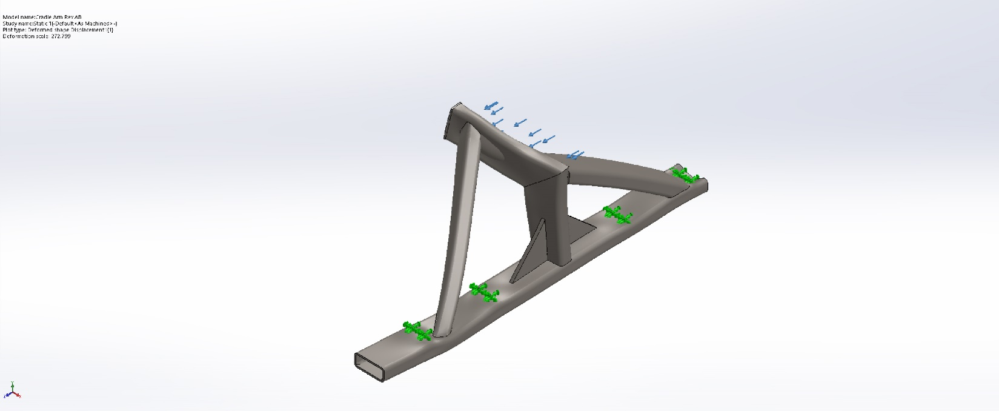 Model name:Cradle Arm Rev AB
Study name:Static 1(-Default<As Machined>-)
Plot type: Deformed shape Displacement1{1}
Deformation scale: 272.799
Y
Z
X